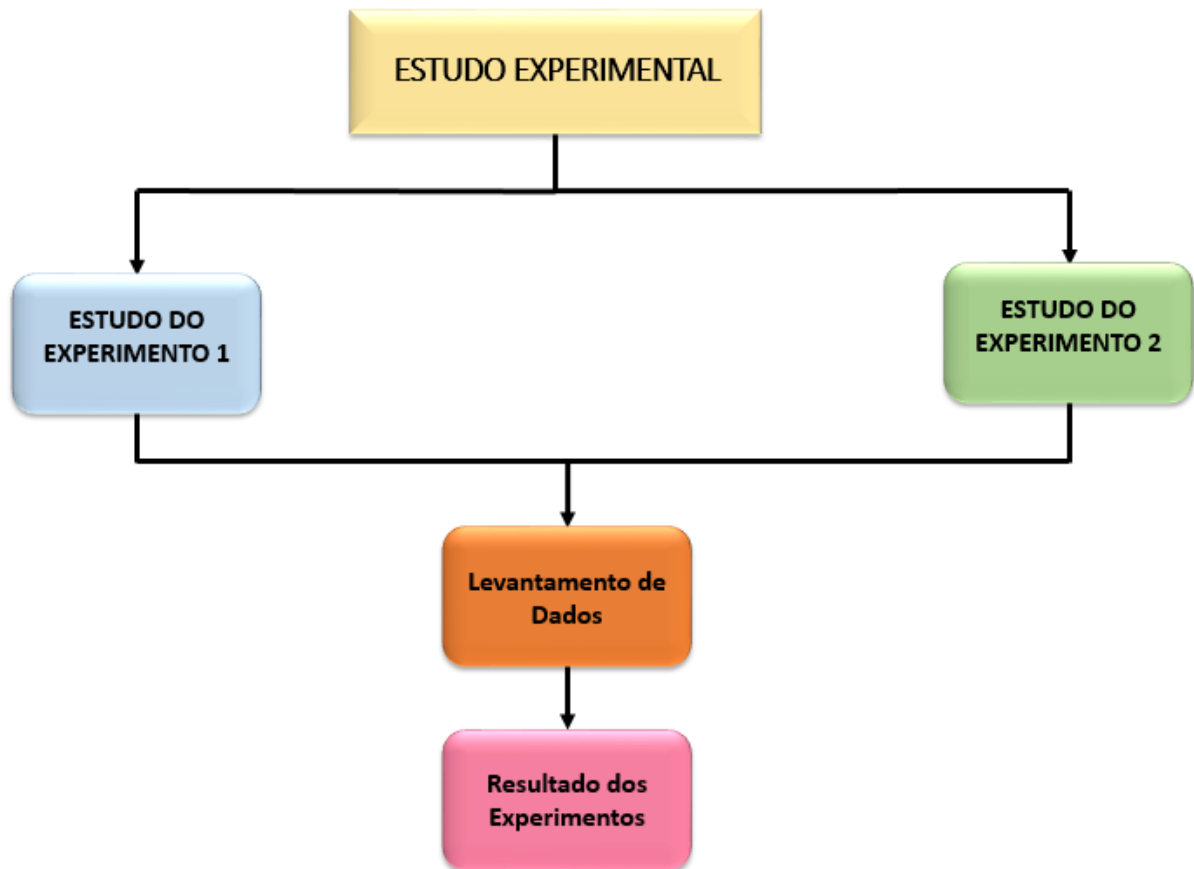 ESTUDO EXPERIMENTAL
ESTUDO DO
EXPERIMENTO 1
ESTUDO DO
EXPERIMENTO 2
Levantamento de
Dados
Resultado dos
Experimentos